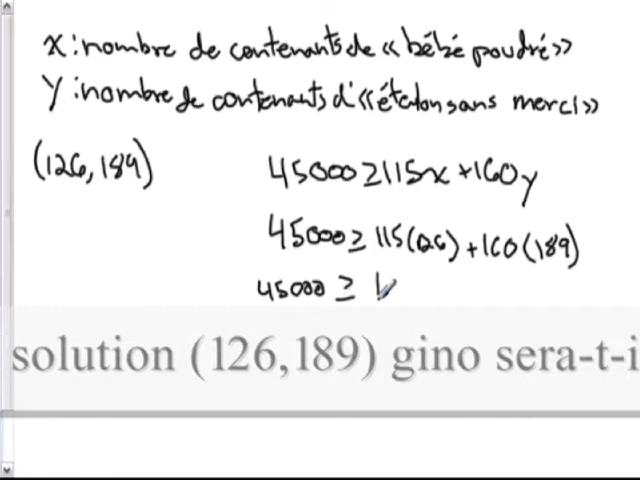 X : nombre de contenants de « bébé poudré »
Y : nombre de contenants d'« étalon sans merci »
(126, 189)
45000 ≥ 115x + 160y
45000 ≥ 115(126) + 160(189)
45000 ≥ 1
solution (126,189) gino sera-t-i